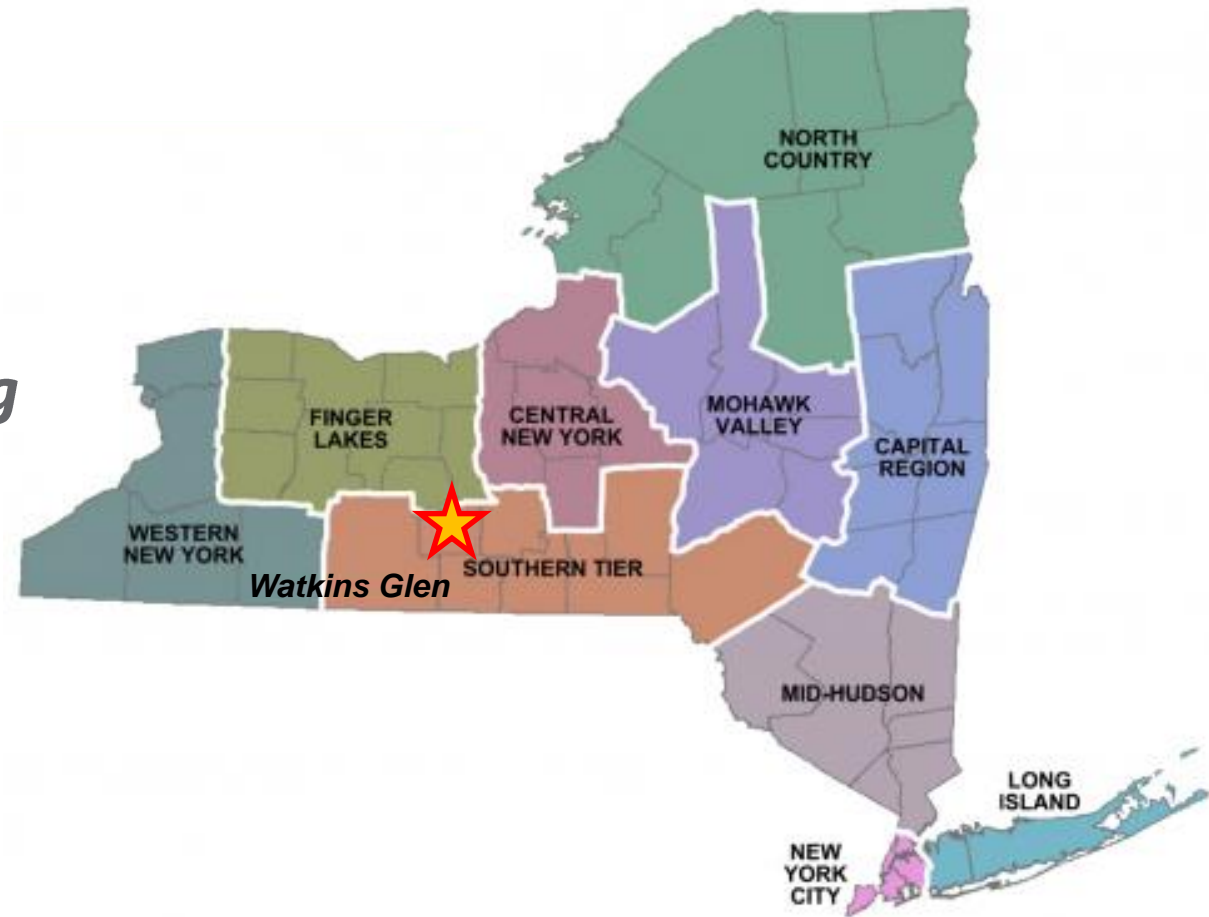 NORTH
COUNTRY
g
FINGER
LAKES
CENTRAL
NEW YORK
MOHAWK
VALLEY
CAPITAL
REGION
WESTERN
NEW YORK
Watkins Glen
SOUTHERN TIER
MID-HUDSON
LONG
ISLAND
NEW
YORK
CITY